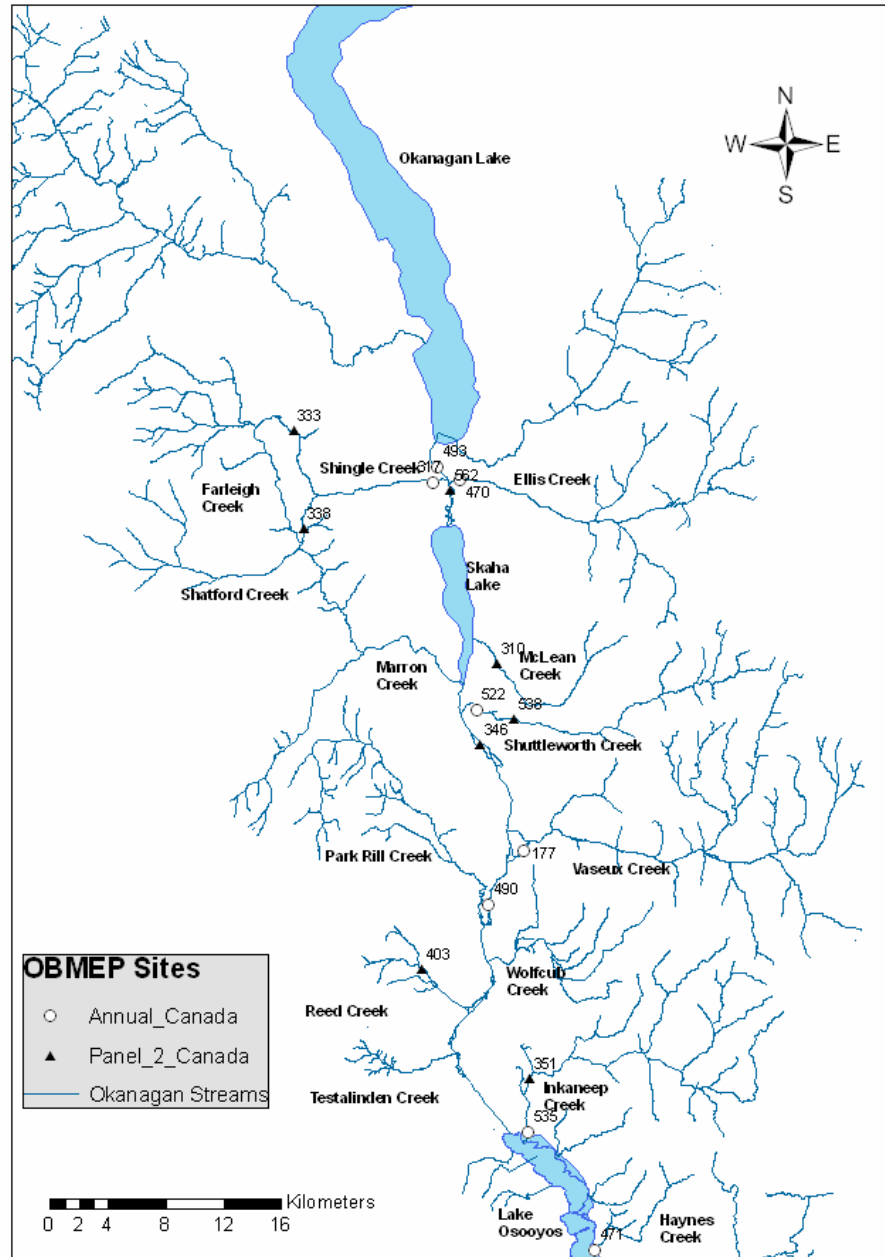 N
W E
S
Okanagan Lake
333
493
317
Shingle Creek
562
470
Ellis Creek
Farleigh
Creek
338
Skaha
Lake
Shatford Creek
310
McLean
Creek
Marron
Creek
522
538
346
Shuttleworth Creek
Park Rill Creek
177
Vaseux Creek
490
403
Wolfcub
Creek
Reed Creek
OBMEP Sites
Annual_Canada
Panel_2_Canada
Okanagan Streams
351
Inkaneep
Creek
Testalinden Creek
535
Kilometers
0 2 4 8 12 16
Lake
Osooyos
Haynes
Creek
471